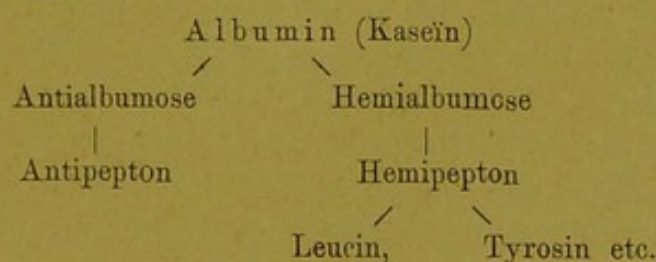 Albumin (Kaseïn)
Antialbumose Hemialbumose
Antipepton Hemipepton
Leucin, Tyrosin etc.